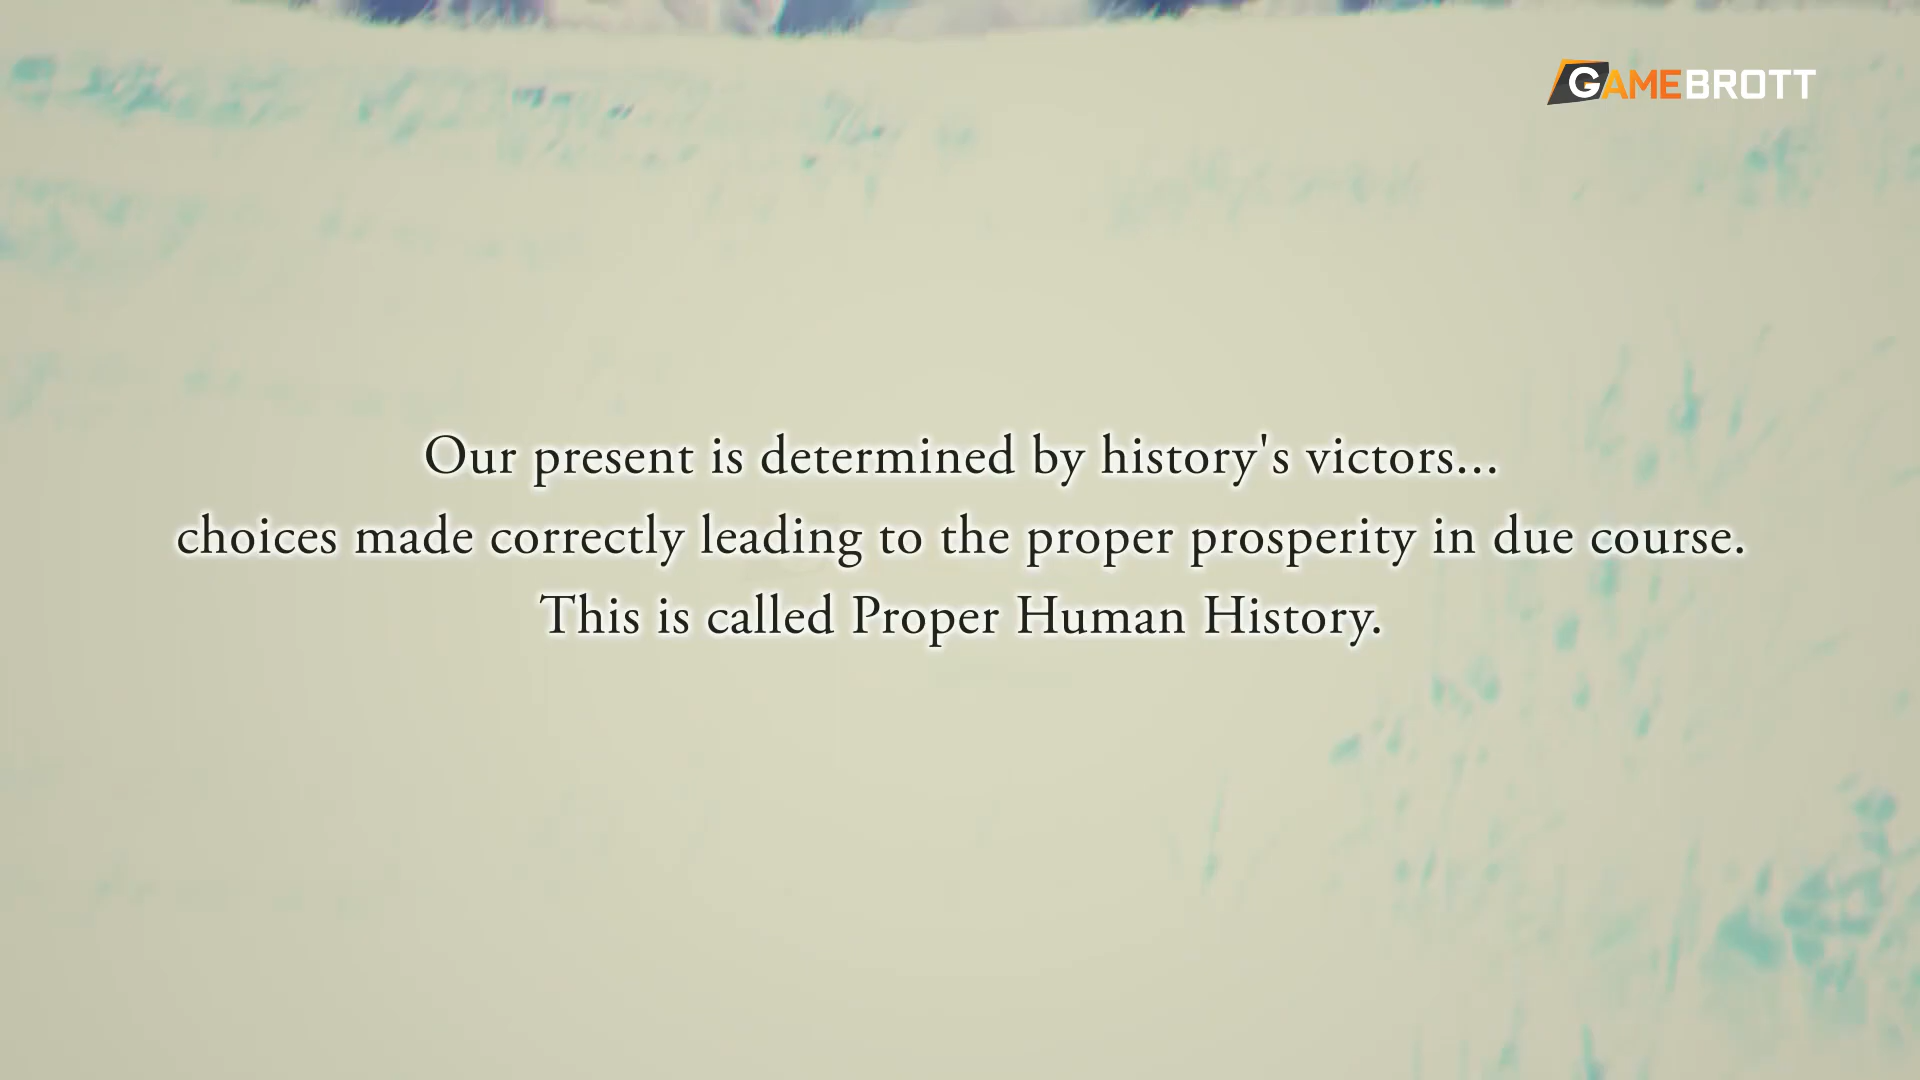 GAMEBROTT
Our present is determined by history's victors...
choices made correctly leading to the proper prosperity in due course.
This is called Proper Human History.